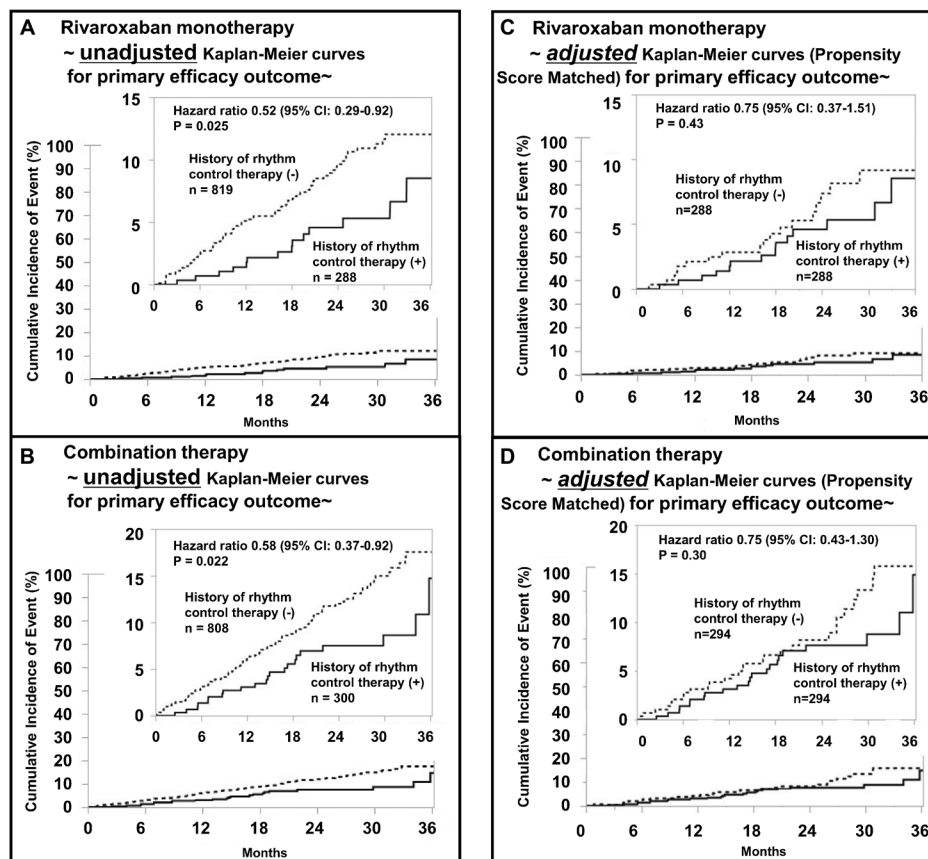 A Rivaroxaban monotherapy
~ unadjusted Kaplan-Meier curves
for primary efficacy outcome~
Cumulative Incidence of Event (%)
100
90
80
70
60
50
40
30
20
10
0
15
10
5
0
Hazard ratio 0.52 (95% CI: 0.29-0.92)
P = 0.025
History of rhythm
control therapy (-)
n = 819
History of rhythm
control therapy (+)
n = 288
0 6 12 18 24 30 36
0 6 12 18 24 30 36
Months
B Combination therapy
~ unadjusted Kaplan-Meier curves
for primary efficacy outcome~
Cumulative Incidence of Event (%)
100
90
80
70
60
50
40
30
20
10
0
20
15
10
5
0
Hazard ratio 0.58 (95% CI: 0.37-0.92)
P = 0.022
History of rhythm
control therapy (-)
n = 808
History of rhythm
control therapy (+)
n = 300
0 6 12 18 24 30 36
0 6 12 18 24 30 36
Months
C Rivaroxaban monotherapy
~ adjusted Kaplan-Meier curves (Propensity
Score Matched) for primary efficacy outcome~
Cumulative Incidence of Event (%)
100
90
80
70
60
50
40
30
20
10
0
15
10
5
0
Hazard ratio 0.75 (95% CI: 0.37-1.51)
P = 0.43
History of rhythm
control therapy (-)
n=288
History of rhythm
control therapy (+)
n=288
0 6 12 18 24 30 36
0 6 12 18 24 30 36
Months
D Combination therapy
~ adjusted Kaplan-Meier curves (Propensity
Score Matched) for primary efficacy outcome~
Cumulative Incidence of Event (%)
100
90
80
70
60
50
40
30
20
10
0
20
15
10
5
0
Hazard ratio 0.75 (95% CI: 0.43-1.30)
P = 0.30
History of rhythm
control therapy (-)
n=294
History of rhythm
control therapy (+)
n=294
0 6 12 18 24 30 36
0 6 12 18 24 30 36
Months